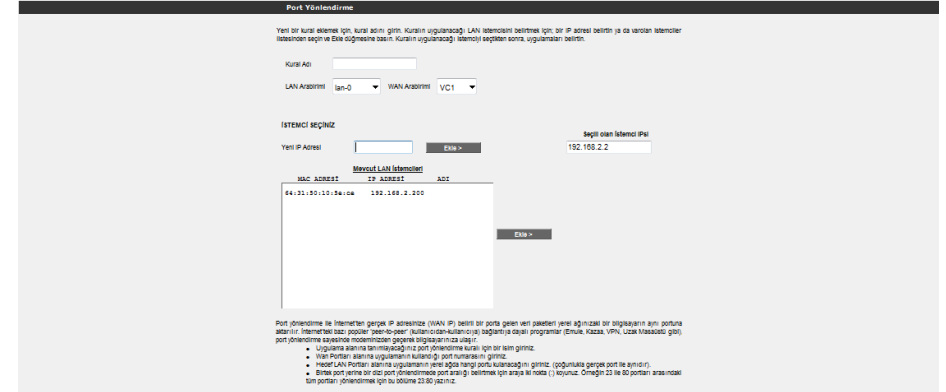 Port Yönlendirme
Yeni bir kural eklemek için, kural adını girin. Kuralın uygulanacağı LAN istemcisini belirtmek için; bir IP adresi belirtin ya da varolan istemciler
listesinden seçin ve Ekle düğmesine basın. Kuralın uygulanacağı istemciyi seçtikten sonra, uygulamaları belirtin.
Kural Adı
LAN Arabirimi lan-0 WAN Arabirimi VC1
İSTEMCİ SEÇİNİZ
Seçili olan İstemci IPsi
Yeni IP Adresi Ekle > 192.168.2.2
Mevcut LAN İstemcileri
MAC ADRESİ IP ADRESİ ADI
64:31:50:10:5e:ca 192.168.2.200
Ekle >
Port yönlendirme ile İnternet'ten gerçek IP adresinize (WAN IP) belirli bir porta gelen veri paketleri yerel ağınızaki bir bilgisayarın aynı portuna
aktarılır. İnternet'teki bazı popüler 'peer-to-peer' (kullanıcıdan-kullanıcıya) bağlantıya dayalı programlar (Emule, Kazaa, VPN, Uzak Masaüstü gibi)
port yönlendirme sayesinde modeminizden geçerek bilgisayarınıza ulaşır.
• Uygulama alanına tanımlayacağınız port yönlendirme kuralı için bir isim giriniz.
• Wan Portları alanına uygulamanın kullandığı port numarasını giriniz.
• Hedef LAN Portları alanına uygulamanın yerel ağda hangi portu kulanacağını giriniz. (çoğunlukla gerçek port ile aynıdır).
• Birtek port yerine bir dizi port yönlendirmede port aralığı belirtmek için araya iki nokta (:) koyunuz. Örneğin 23 ile 80 portları arasındaki
tüm portları yönlendirmek için bu bölüme 23:80 yazınız.